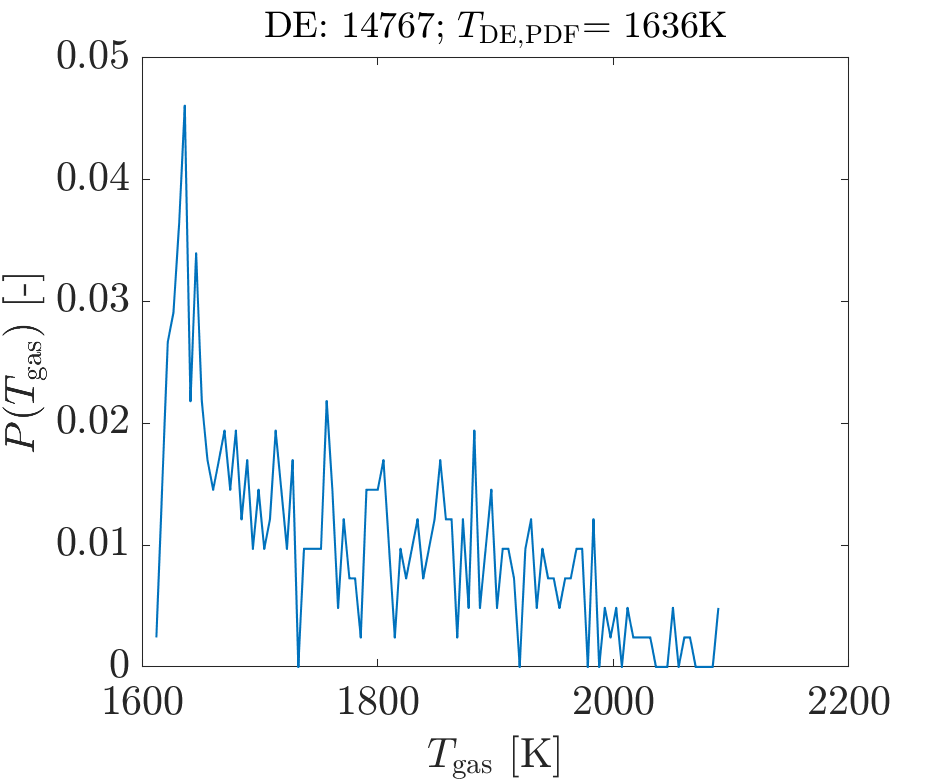 DE: 14767; T_DE,PDF= 1636K
0.05
0.04
0.03
0.02
0.01
0
P(T_gas) [-]
1600 1800 2000 2200
T_gas [K]